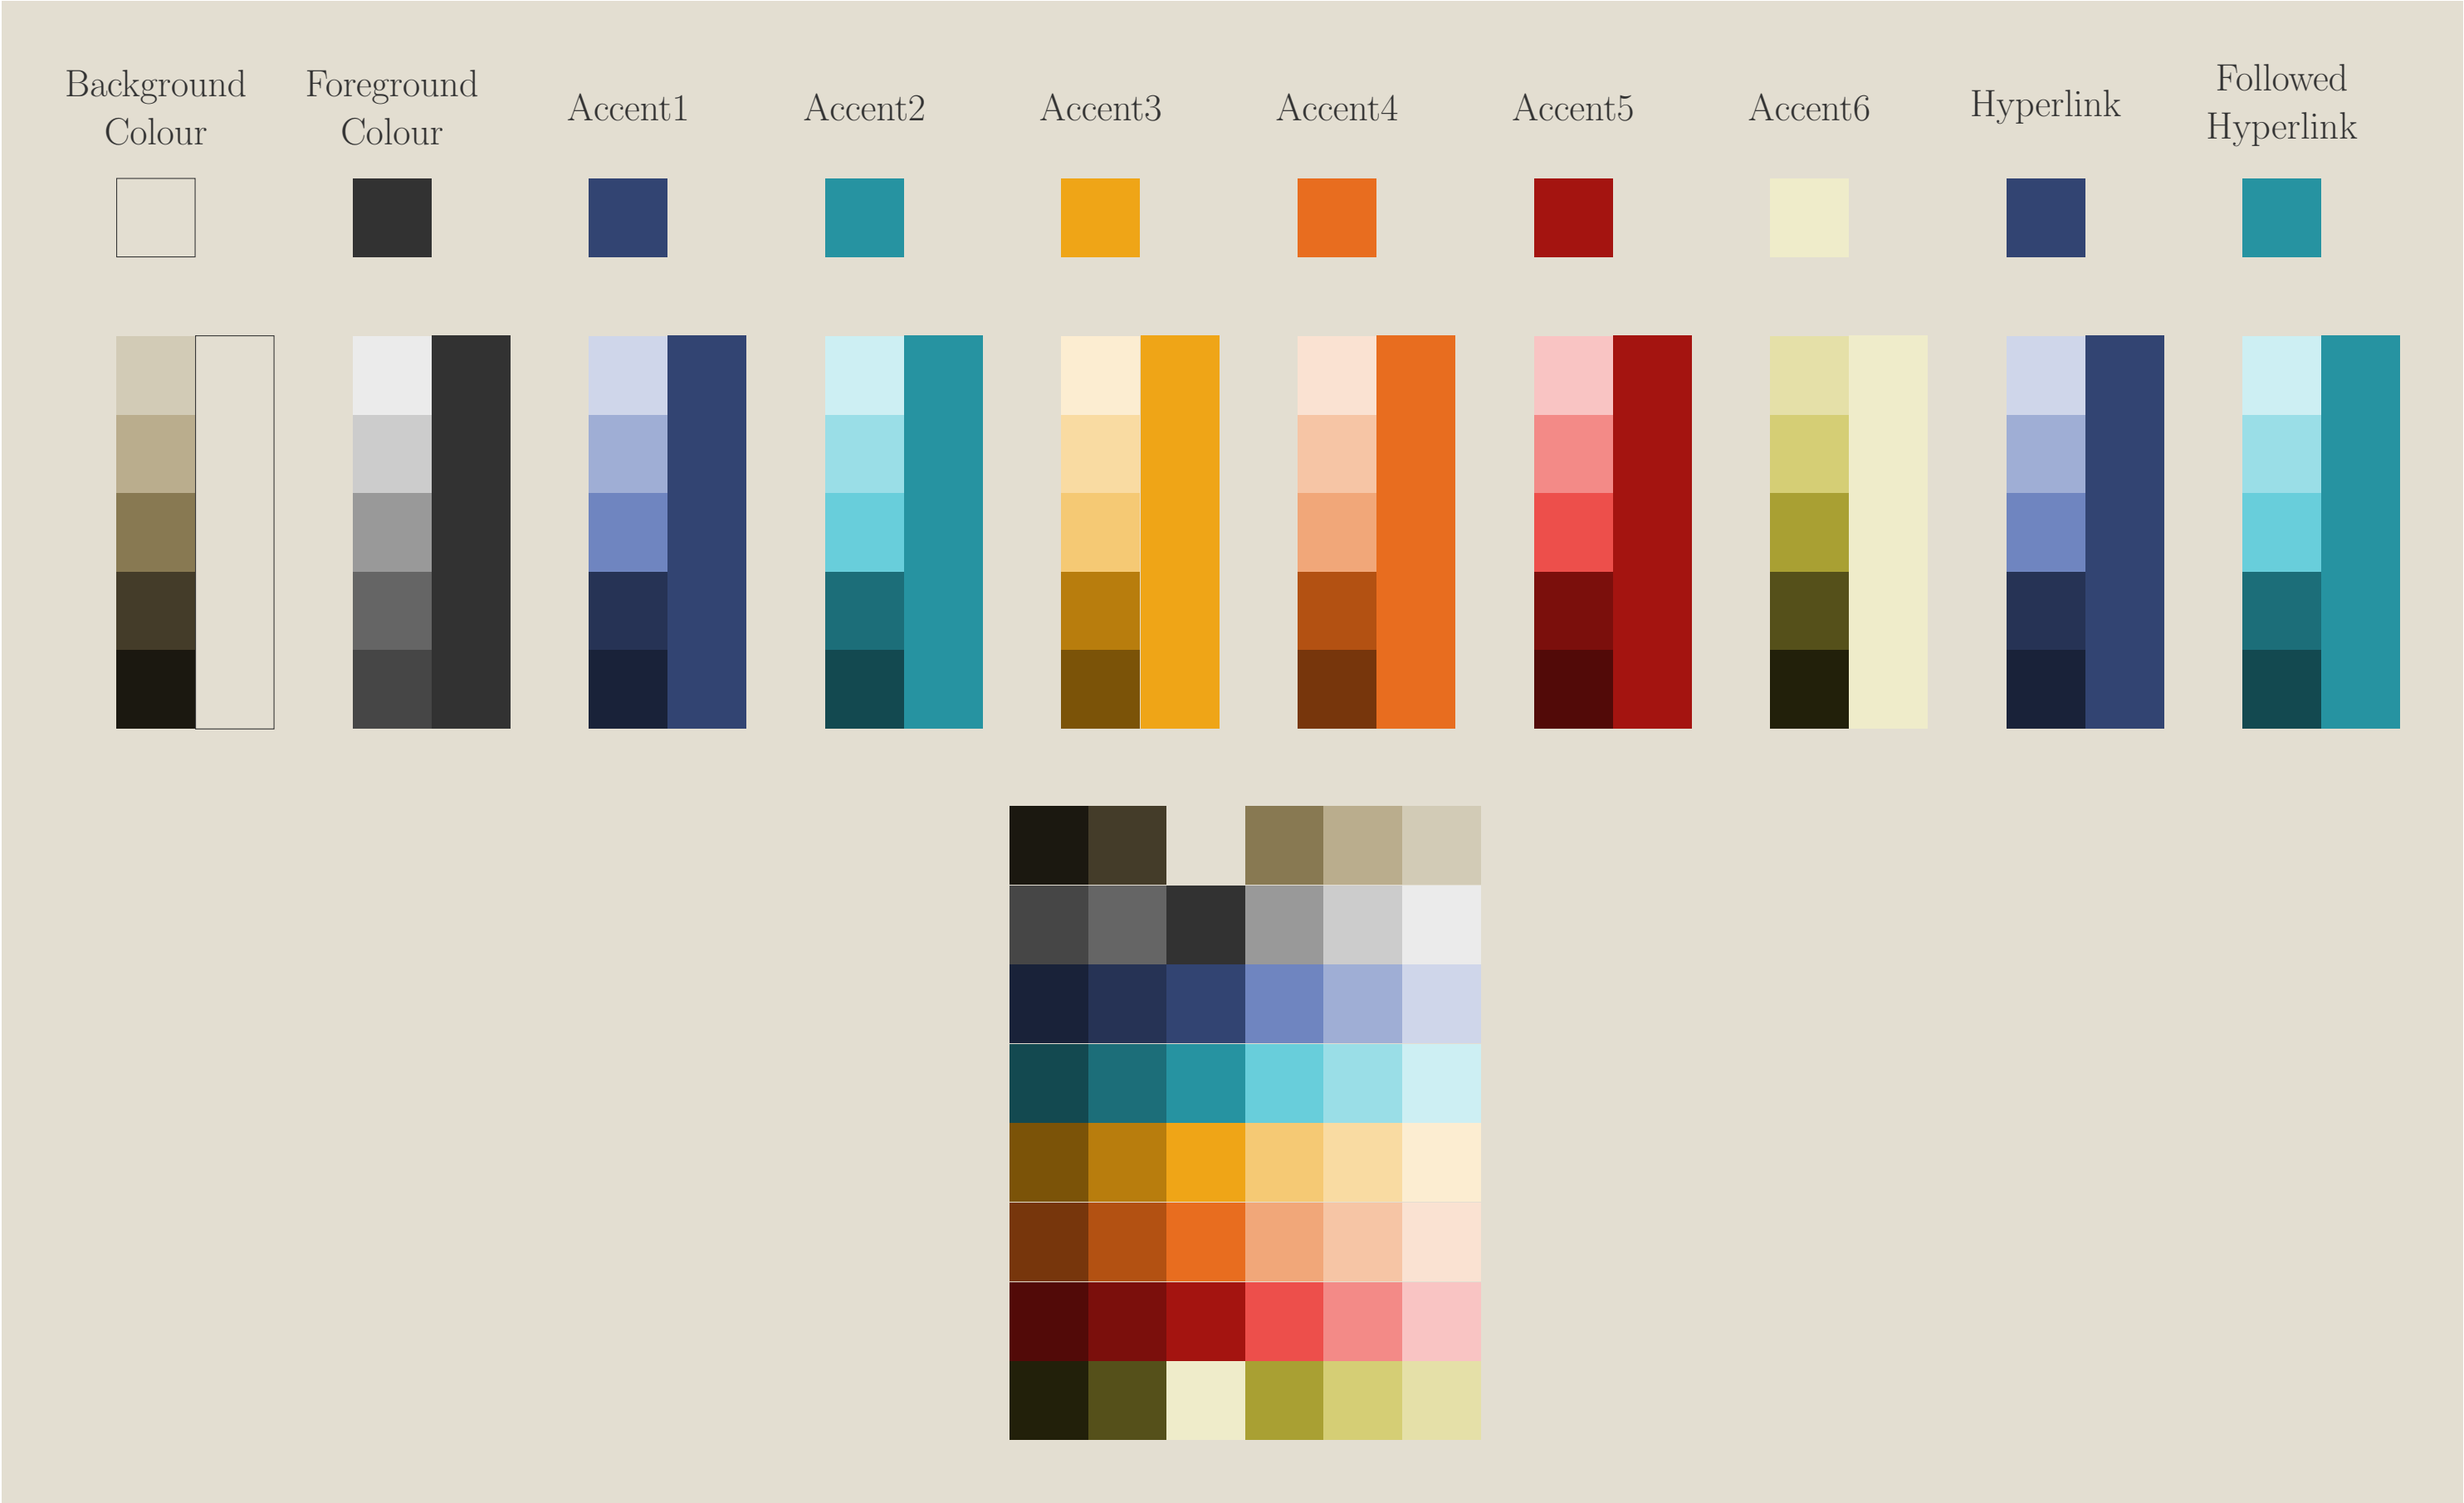 Background
Colour
Foreground
Colour
Accent1
Accent2
Accent3
Accent4
Accent5
Accent6
Hyperlink
Followed
Hyperlink